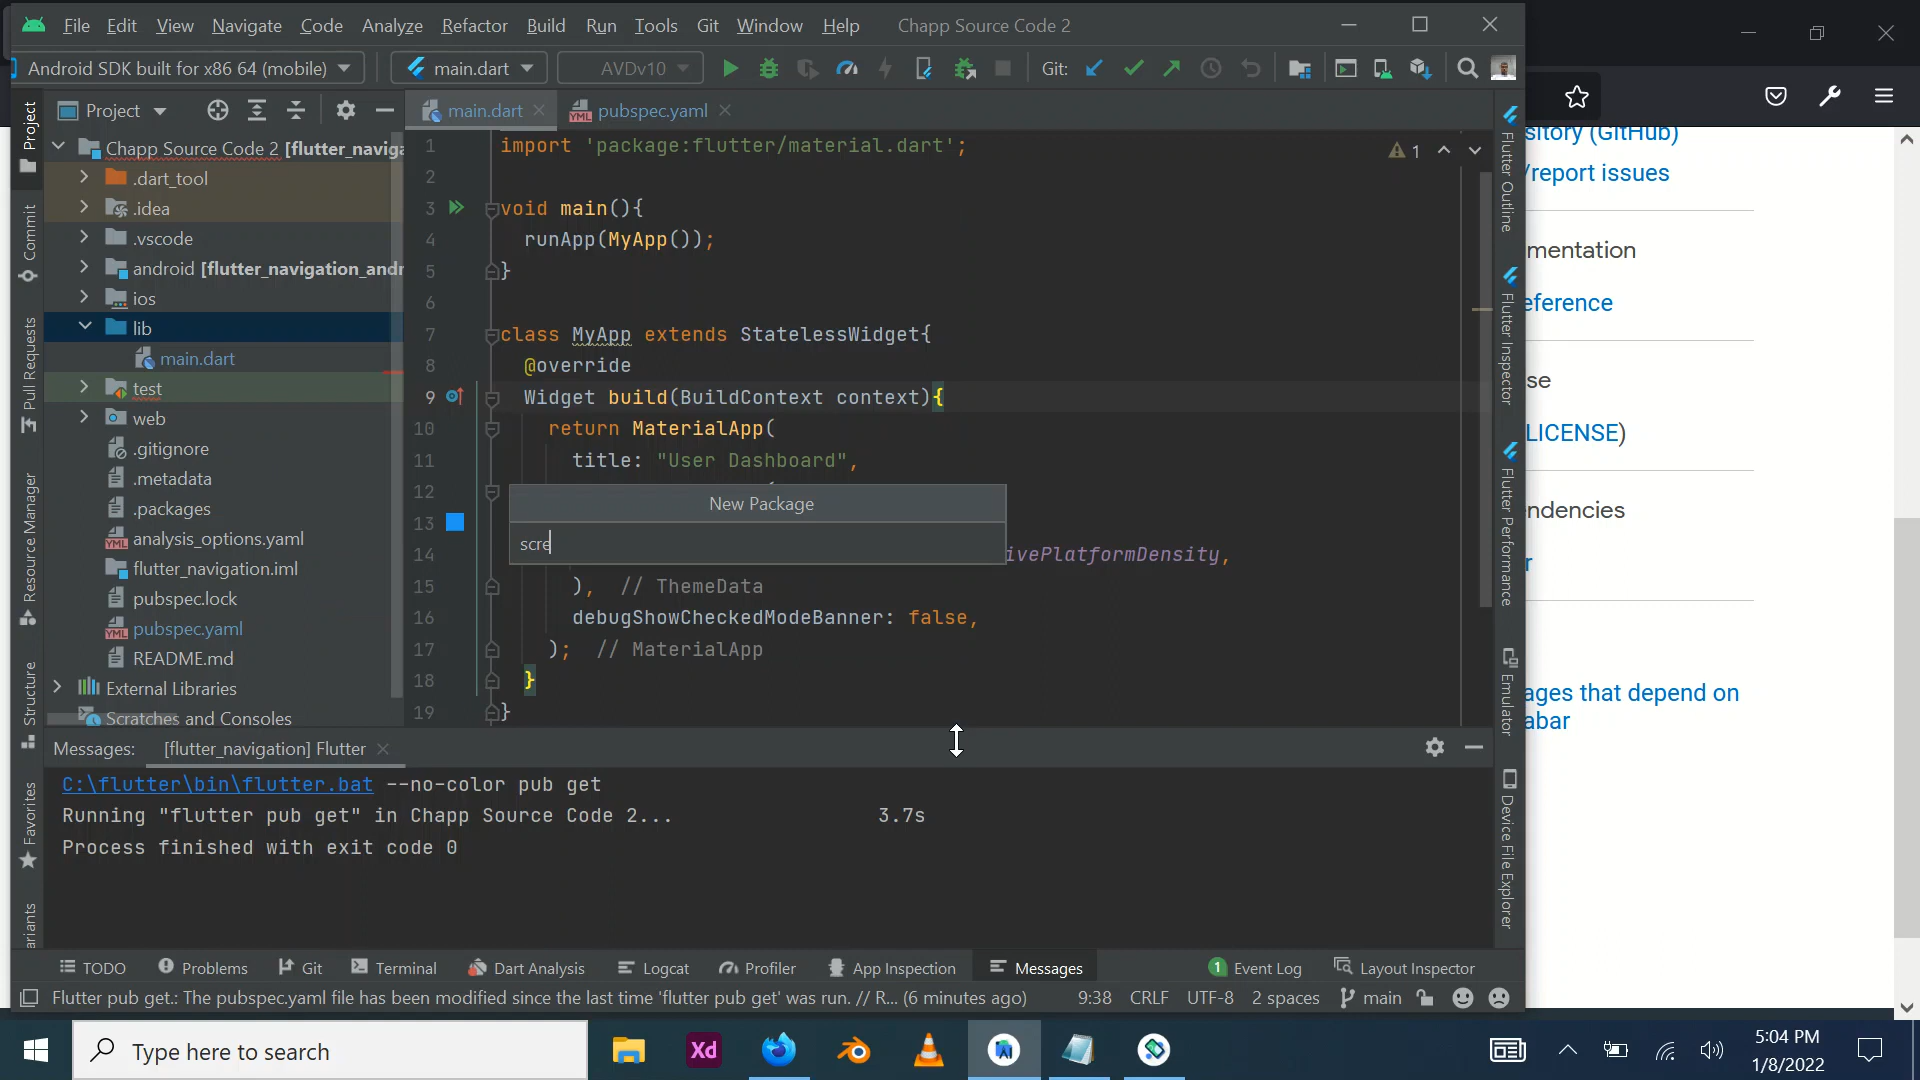 File Edit View Navigate Code Analyze Refactor Build Run Tools Git Window Help Chapp Source Code 2
Android SDK built for x86 64 (mobile) main.dart AVDv10 Git:
Project main.dart pubspec.yaml
Chapp Source Code 2 [flutter_naviga
.dart_tool
.idea
.vscode
android [flutter_navigation_andr
ios
lib
main.dart
test
web
.gitignore
.metadata
.packages
analysis_options.yaml
flutter_navigation.iml
pubspec.lock
pubspec.yaml
README.md
External Libraries
Scratches and Consoles
Project
Commit
Pull Requests
Resource Manager
Structure
Favorites
ariants
1 import 'package:flutter/material.dart';
2
3 void main(){
4 runApp(MyApp());
5 }
6
7 class MyApp extends StatelessWidget{
8 @override
9 Widget build(BuildContext context){
10 return MaterialApp(
11 title: "User Dashboard",
12
13
14 ivePlatformDensity,
15 ), // ThemeData
16 debugShowCheckedModeBanner: false,
17 ); // MaterialApp
18 }
19 }
1
New Package
scre
Flutter Outline
Flutter Inspector
Flutter Performance
Emulator
Device File Explorer
Messages: [flutter_navigation] Flutter
C:\flutter\bin\flutter.bat --no-color pub get
Running "flutter pub get" in Chapp Source Code 2... 3.7s
Process finished with exit code 0
TODO Problems Git Terminal Dart Analysis Logcat Profiler App Inspection Messages 1 Event Log Layout Inspector
Flutter pub get.: The pubspec.yaml file has been modified since the last time 'flutter pub get' was run. // R... (6 minutes ago) 9:38 CRLF UTF-8 2 spaces main
sitory (GitHub)
/report issues
mentation
eference
se
LICENSE)
ndencies
r
ages that depend on
abar
Type here to search
Xd
5:04 PM
1/8/2022